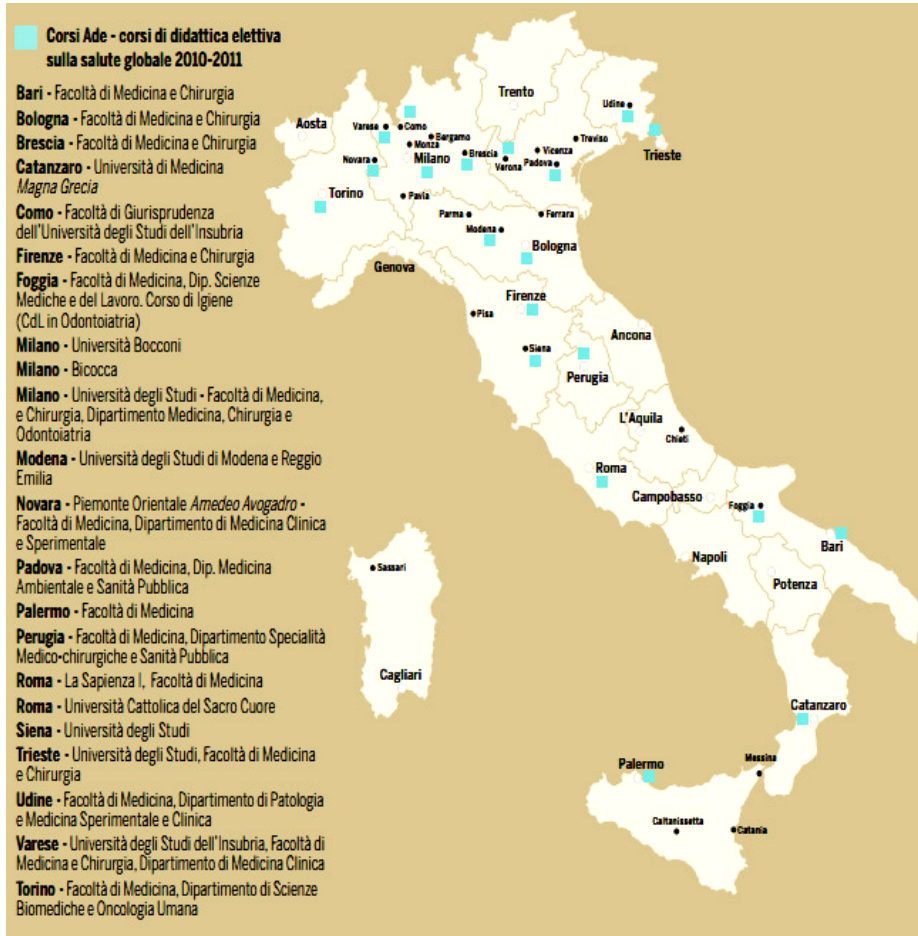 Corsi Ade - corsi di didattica elettiva
sulla salute globale 2010-2011
Bari - Facoltà di Medicina e Chirurgia
Bologna - Facoltà di Medicina e Chirurgia
Brescia - Facoltà di Medicina e Chirurgia
Catanzaro - Università di Medicina
Magna Grecia
Como - Facoltà di Giurisprudenza
dell'Università degli Studi dell'Insubria
Firenze - Facoltà di Medicina e Chirurgia
Foggia - Facoltà di Medicina, Dip. Scienze
Mediche e del Lavoro. Corso di Igiene
(CdL in Odontoiatria)
Milano - Università Bocconi
Milano - Bicocca
Milano - Università degli Studi - Facoltà di Medicina,
e Chirurgia, Dipartimento Medicina, Chirurgia e
Odontoiatria
Modena - Università degli Studi di Modena e Reggio
Emilia
Novara - Piemonte Orientale Amedeo Avogadro -
Facoltà di Medicina, Dipartimento di Medicina Clinica
e Sperimentale
Padova - Facoltà di Medicina, Dip. Medicina
Ambientale e Sanità Pubblica
Palermo - Facoltà di Medicina
Perugia - Facoltà di Medicina, Dipartimento Specialità
Medico-chirurgiche e Sanità Pubblica
Roma - La Sapienza I, Facoltà di Medicina
Roma - Università Cattolica del Sacro Cuore
Siena - Università degli Studi
Trieste - Università degli Studi, Facoltà di Medicina
e Chirurgia
Udine - Facoltà di Medicina, Dipartimento di Patologia
e Medicina Sperimentale e Clinica
Varese - Università degli Studi dell'Insubria, Facoltà di
Medicina e Chirurgia, Dipartimento di Medicina Clinica
Torino - Facoltà di Medicina, Dipartimento di Scienze
Biomediche e Oncologia Umana
Trento
Udine
Aosta
Varese
Como
Bergamo
Monza
Treviso
Trieste
Novara
Milano
Brescia
Verona
Vicenza
Padova
Torino
Pavia
Parma
Ferrara
Modena
Bologna
Genova
Firenze
Pisa
Ancona
Siena
Perugia
L'Aquila
Chieti
Roma
Campobasso
Foggia
Bari
Napoli
Potenza
Sassari
Cagliari
Catanzaro
Messina
Palermo
Caltanissetta
Catania